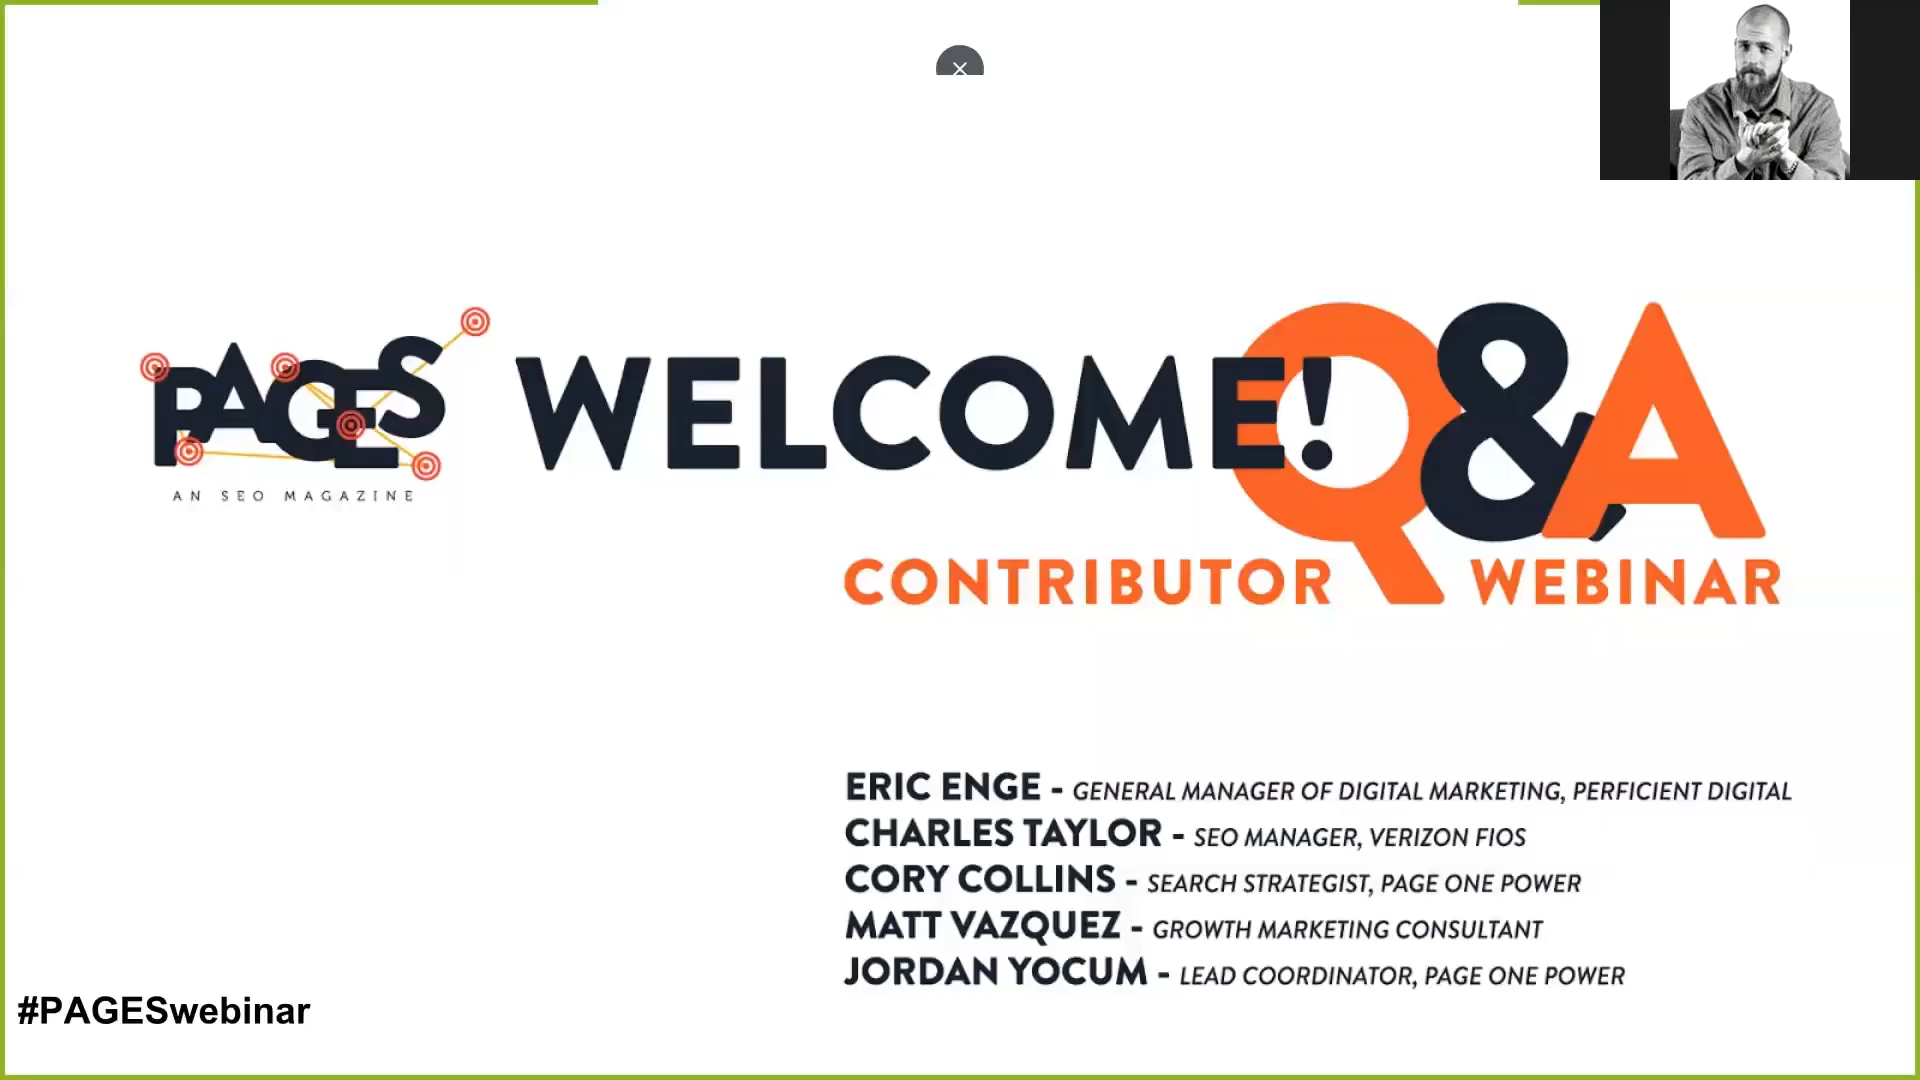 PAGES
AN SEO MAGAZINE
WELCOME!
Q&A
CONTRIBUTOR WEBINAR
ERIC ENGE - GENERAL MANAGER OF DIGITAL MARKETING, PERFICIENT DIGITAL
CHARLES TAYLOR - SEO MANAGER, VERIZON FIOS
CORY COLLINS - SEARCH STRATEGIST, PAGE ONE POWER
MATT VAZQUEZ - GROWTH MARKETING CONSULTANT
JORDAN YOCUM - LEAD COORDINATOR, PAGE ONE POWER
#PAGESwebinar